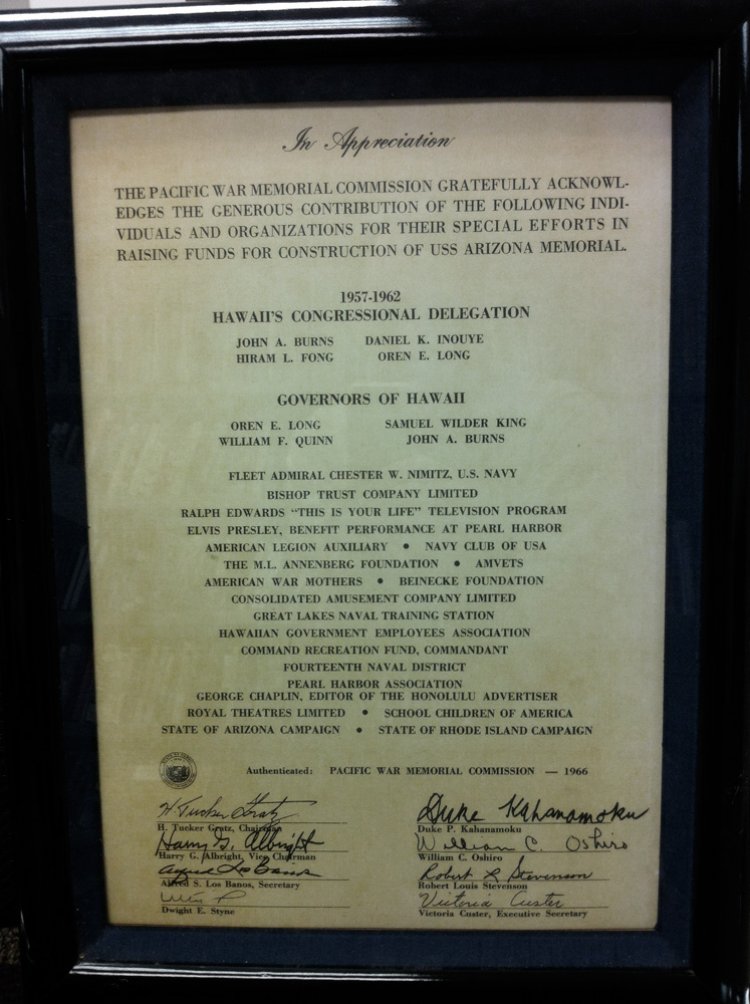 In Appreciation
THE PACIFIC WAR MEMORIAL COMMISSION GRATEFULLY ACKNOWL-
EDGES THE GENEROUS CONTRIBUTION OF THE FOLLOWING INDI-
VIDUALS AND ORGANIZATIONS FOR THEIR SPECIAL EFFORTS IN
RAISING FUNDS FOR CONSTRUCTION OF USS ARIZONA MEMORIAL.
1957-1962
HAWAII'S CONGRESSIONAL DELEGATION
JOHN A. BURNS DANIEL K. INOUYE
HIRAM L. FONG OREN E. LONG
GOVERNORS OF HAWAII
OREN E. LONG SAMUEL WILDER KING
WILLIAM F. QUINN JOHN A. BURNS
FLEET ADMIRAL CHESTER W. NIMITZ, U.S. NAVY
BISHOP TRUST COMPANY LIMITED
RALPH EDWARDS "THIS IS YOUR LIFE" TELEVISION PROGRAM
ELVIS PRESLEY, BENEFIT PERFORMANCE AT PEARL HARBOR
AMERICAN LEGION AUXILIARY • NAVY CLUB OF USA
THE M.L. ANNENBERG FOUNDATION • AMVETS
AMERICAN WAR MOTHERS • BEINECKE FOUNDATION
CONSOLIDATED AMUSEMENT COMPANY LIMITED
GREAT LAKES NAVAL TRAINING STATION
HAWAIIAN GOVERNMENT EMPLOYEES ASSOCIATION
COMMAND RECREATION FUND, COMMANDANT
FOURTEENTH NAVAL DISTRICT
PEARL HARBOR ASSOCIATION
GEORGE CHAPLIN, EDITOR OF THE HONOLULU ADVERTISER
ROYAL THEATRES LIMITED • SCHOOL CHILDREN OF AMERICA
STATE OF ARIZONA CAMPAIGN • STATE OF RHODE ISLAND CAMPAIGN
Authenticated: PACIFIC WAR MEMORIAL COMMISSION — 1966
H. Tucker Gratz Duke Kahanamoku
H. Tucker Gratz, Chairman Duke P. Kahanamoku
Harry G. Albright William C. Oshiro
Harry G. Albright, Vice Chairman William C. Oshiro
Alfred Los Banos Robert L Stevenson
Alfred S. Los Banos, Secretary Robert Louis Stevenson
Victoria Custer
Dwight E. Styne Victoria Custer, Executive Secretary